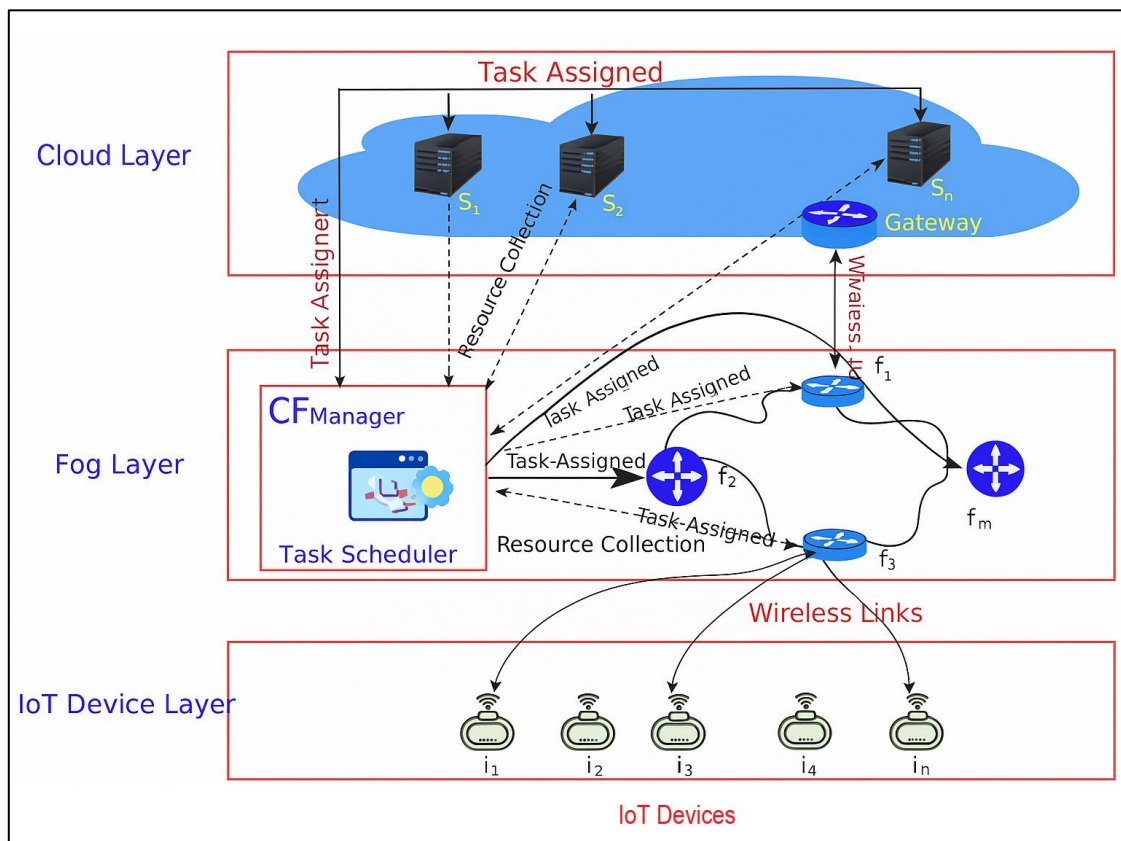 Task Assigned
Cloud Layer
S1
S2
Sn
Gateway
Task Assignert
Resource Collection
Task Assigned
Task Assigned
f1
CFManager
Fog Layer
Task-Assigned
f2
fm
Task-Assigned
Task Scheduler
Resource Collection
f3
Wireless Links
IoT Device Layer
i1
i2
i3
i4
in
IoT Devices